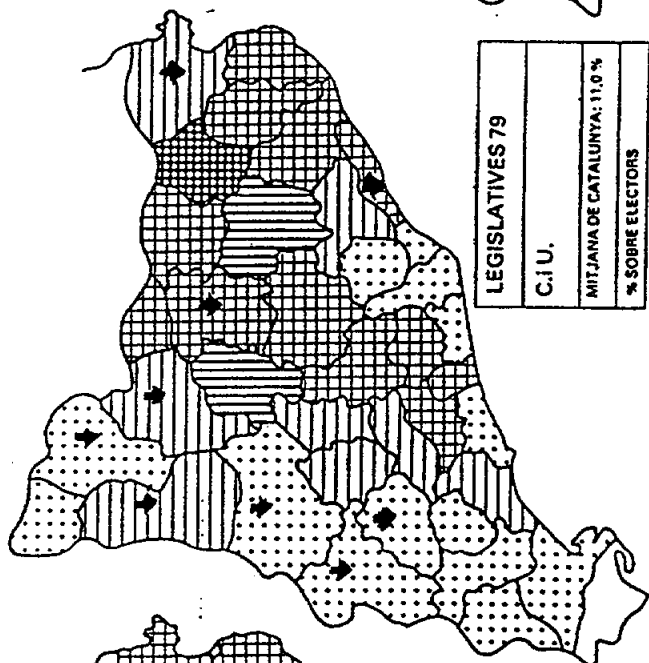 LEGISLATIVES 79
C.i U.
MITJANA DE CATALUNYA: 11,0 %
% SOBRE ELECTORS